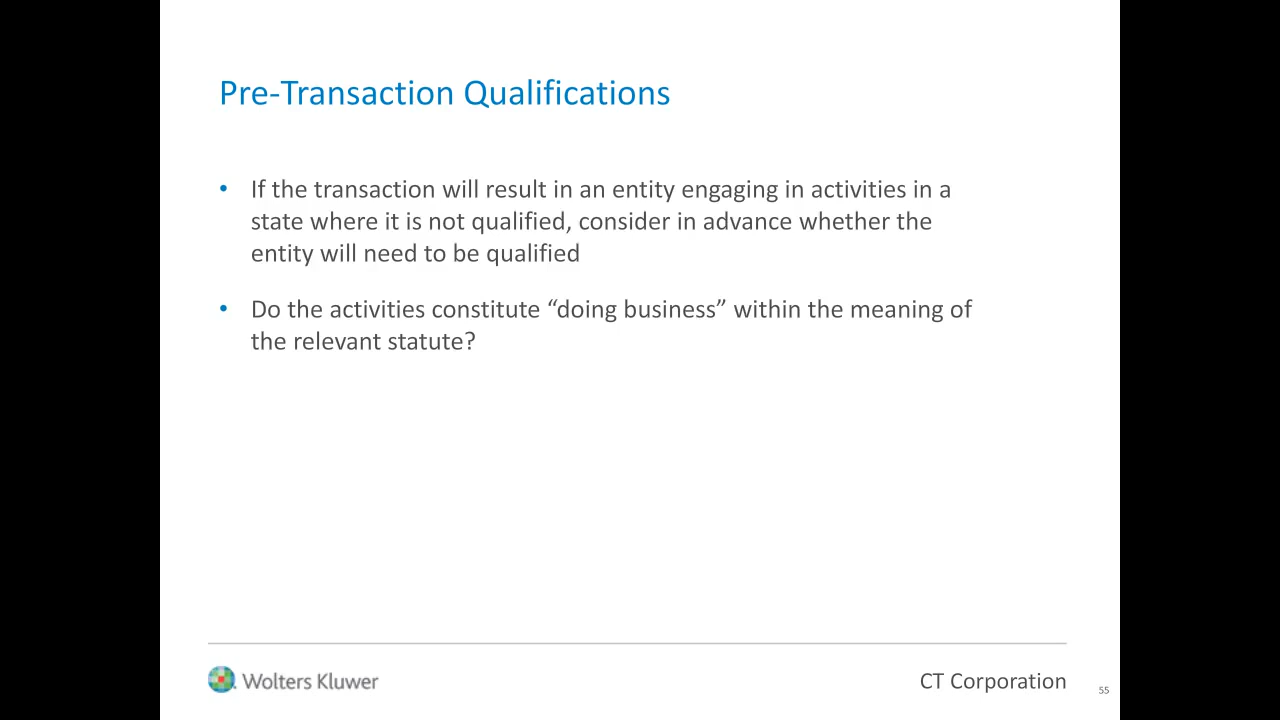 Pre-Transaction Qualifications
• If the transaction will result in an entity engaging in activities in a
state where it is not qualified, consider in advance whether the
entity will need to be qualified
• Do the activities constitute “doing business” within the meaning of
the relevant statute?
Wolters Kluwer
CT Corporation
55